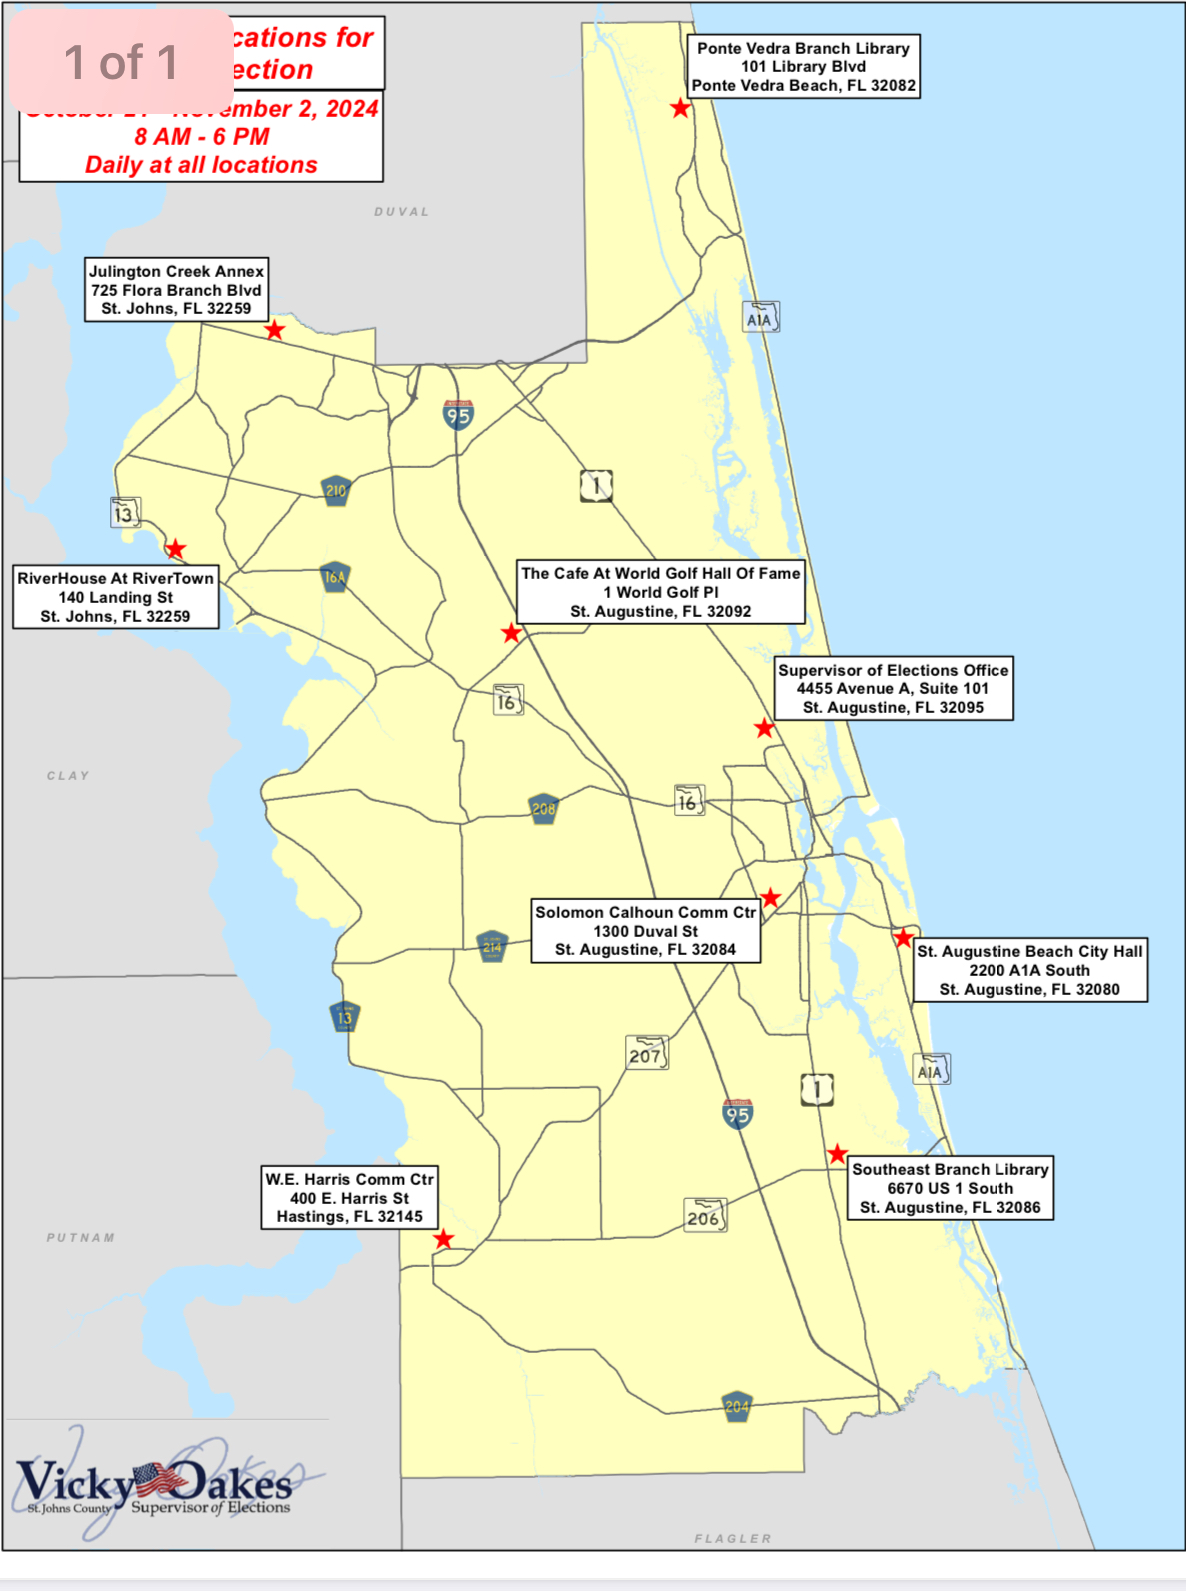 1 of 1
cations for
ection
vember 2, 2024
8 AM - 6 PM
Daily at all locations
Ponte Vedra Branch Library
101 Library Blvd
Ponte Vedra Beach, FL 32082
DUVAL
Julington Creek Annex
725 Flora Branch Blvd
St. Johns, FL 32259
A1A
95
210
1
13
16A
RiverHouse At RiverTown
140 Landing St
St. Johns, FL 32259
The Cafe At World Golf Hall Of Fame
1 World Golf Pl
St. Augustine, FL 32092
Supervisor of Elections Office
4455 Avenue A, Suite 101
St. Augustine, FL 32095
16
CLAY
208
16
Solomon Calhoun Comm Ctr
1300 Duval St
St. Augustine, FL 32084
214
St. Augustine Beach City Hall
2200 A1A South
St. Augustine, FL 32080
13
207
A1A
1
95
W.E. Harris Comm Ctr
400 E. Harris St
Hastings, FL 32145
Southeast Branch Library
6670 US 1 South
St. Augustine, FL 32086
206
PUTNAM
204
Vicky Oakes
St. Johns County Supervisor of Elections
FLAGLER